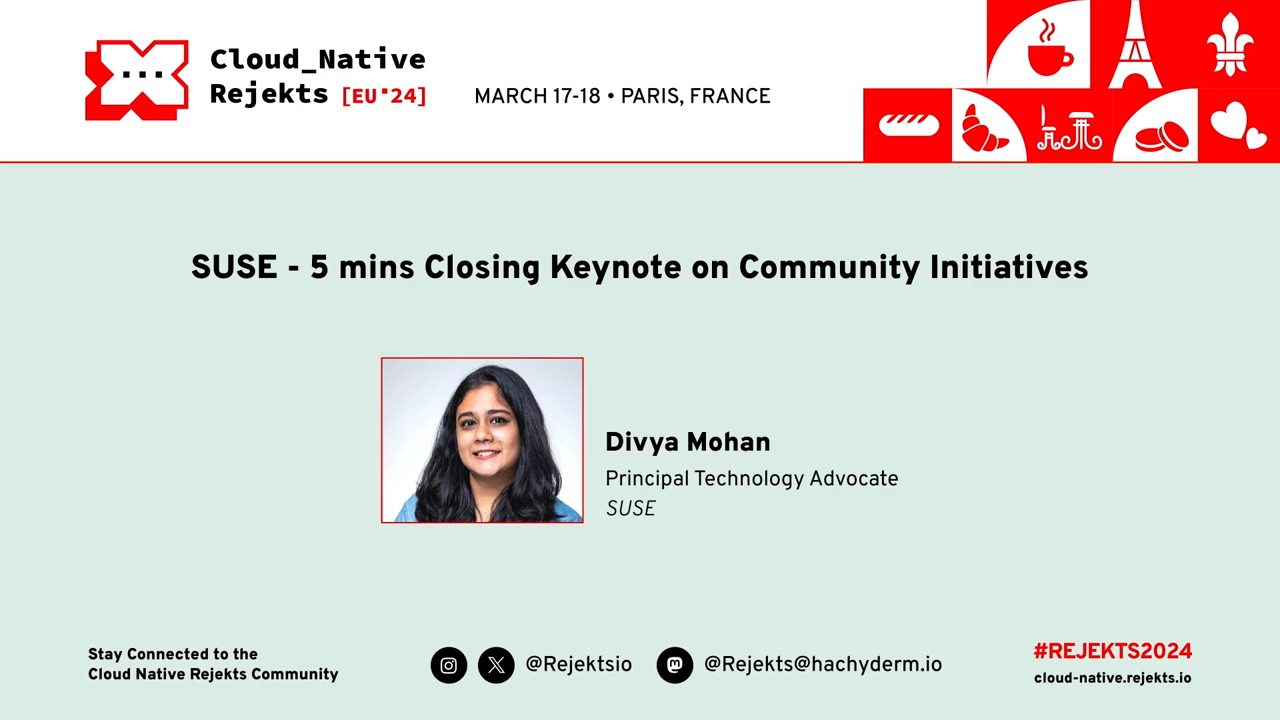 Cloud_Native
Rejekts [EU"24]
MARCH 17-18 • PARIS, FRANCE
SUSE - 5 mins Closing Keynote on Community Initiatives
Divya Mohan
Principal Technology Advocate
SUSE
Stay Connected to the
Cloud Native Rejekts Community
@Rejektsio
@Rejekts@hachyderm.io
#REJEKTS2024
cloud-native.rejekts.io